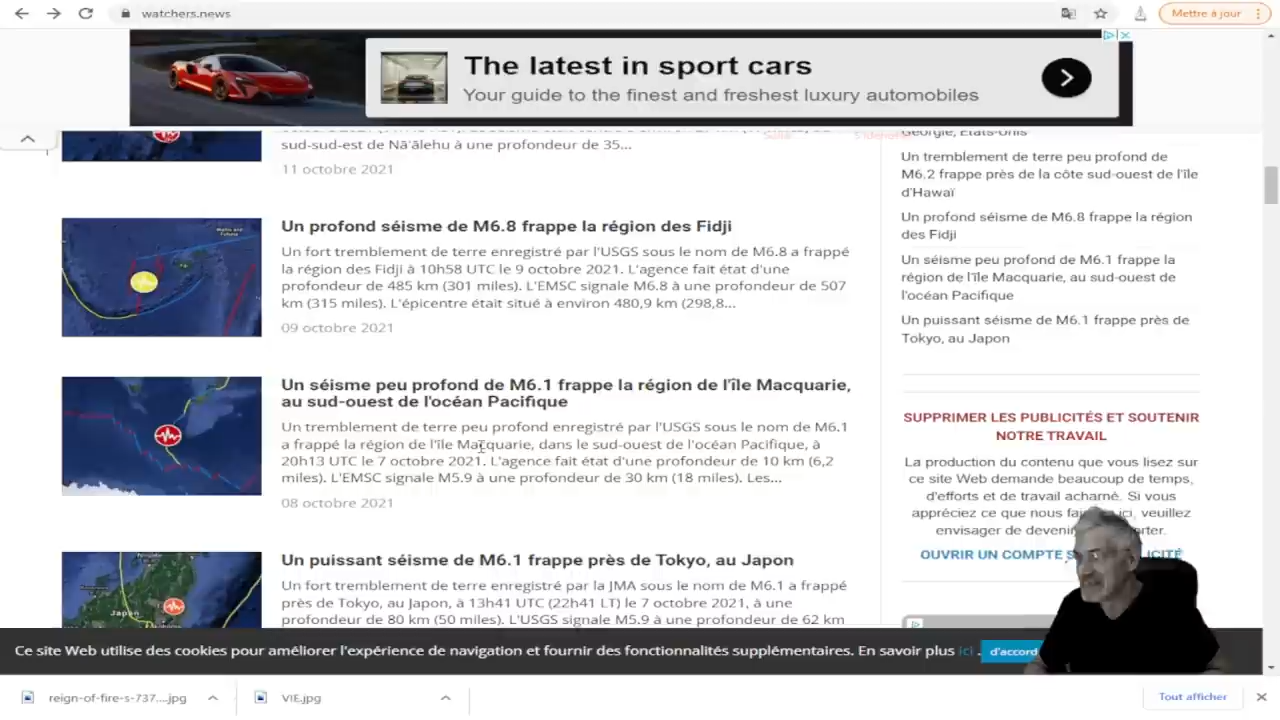 watchers.news
Mettre à jour
The latest in sport cars
Your guide to the finest and freshest luxury automobiles
sud-sud-est de Nā'ālehu à une profondeur de 35...
11 octobre 2021
Un profond séisme de M6.8 frappe la région des Fidji
Un fort tremblement de terre enregistré par l'USGS sous le nom de M6.8 a frappé
la région des Fidji à 10h58 UTC le 9 octobre 2021. L'agence fait état d'une
profondeur de 485 km (301 miles). L'EMSC signale M6.8 à une profondeur de 507
km (315 miles). L'épicentre était situé à environ 480,9 km (298,8...
09 octobre 2021
Un séisme peu profond de M6.1 frappe la région de l'île Macquarie,
au sud-ouest de l'océan Pacifique
Un tremblement de terre peu profond enregistré par l'USGS sous le nom de M6.1
a frappé la région de l'île Macquarie, dans le sud-ouest de l'océan Pacifique, à
20h13 UTC le 7 octobre 2021. L'agence fait état d'une profondeur de 10 km (6,2
miles). L'EMSC signale M5.9 à une profondeur de 30 km (18 miles). Les...
08 octobre 2021
Japon
Un puissant séisme de M6.1 frappe près de Tokyo, au Japon
Un fort tremblement de terre enregistré par la JMA sous le nom de M6.1 a frappé
près de Tokyo, au Japon, à 13h41 UTC (22h41 LT) le 7 octobre 2021, à une
profondeur de 80 km (50 miles). L'USGS signale M5.9 à une profondeur de 62 km
Géorgie, États-Unis
Un tremblement de terre peu profond de
M6.2 frappe près de la côte sud-ouest de l'île
d'Hawaï
Un profond séisme de M6.8 frappe la région
des Fidji
Un séisme peu profond de M6.1 frappe la
région de l'île Macquarie, au sud-ouest de
l'océan Pacifique
Un puissant séisme de M6.1 frappe près de
Tokyo, au Japon
SUPPRIMER LES PUBLICITÉS ET SOUTENIR
NOTRE TRAVAIL
La production du contenu que vous lisez sur
ce site Web demande beaucoup de temps,
d'efforts et de travail acharné. Si vous
appréciez ce que nous ici, veuillez
envisager de
OUVRIR UN COMPTE
Ce site Web utilise des cookies pour améliorer l'expérience de navigation et fournir des fonctionnalités supplémentaires. En savoir plus ici .
d'accord
reign-of-fire-s-737,...jpg
VIE.jpg
Tout afficher